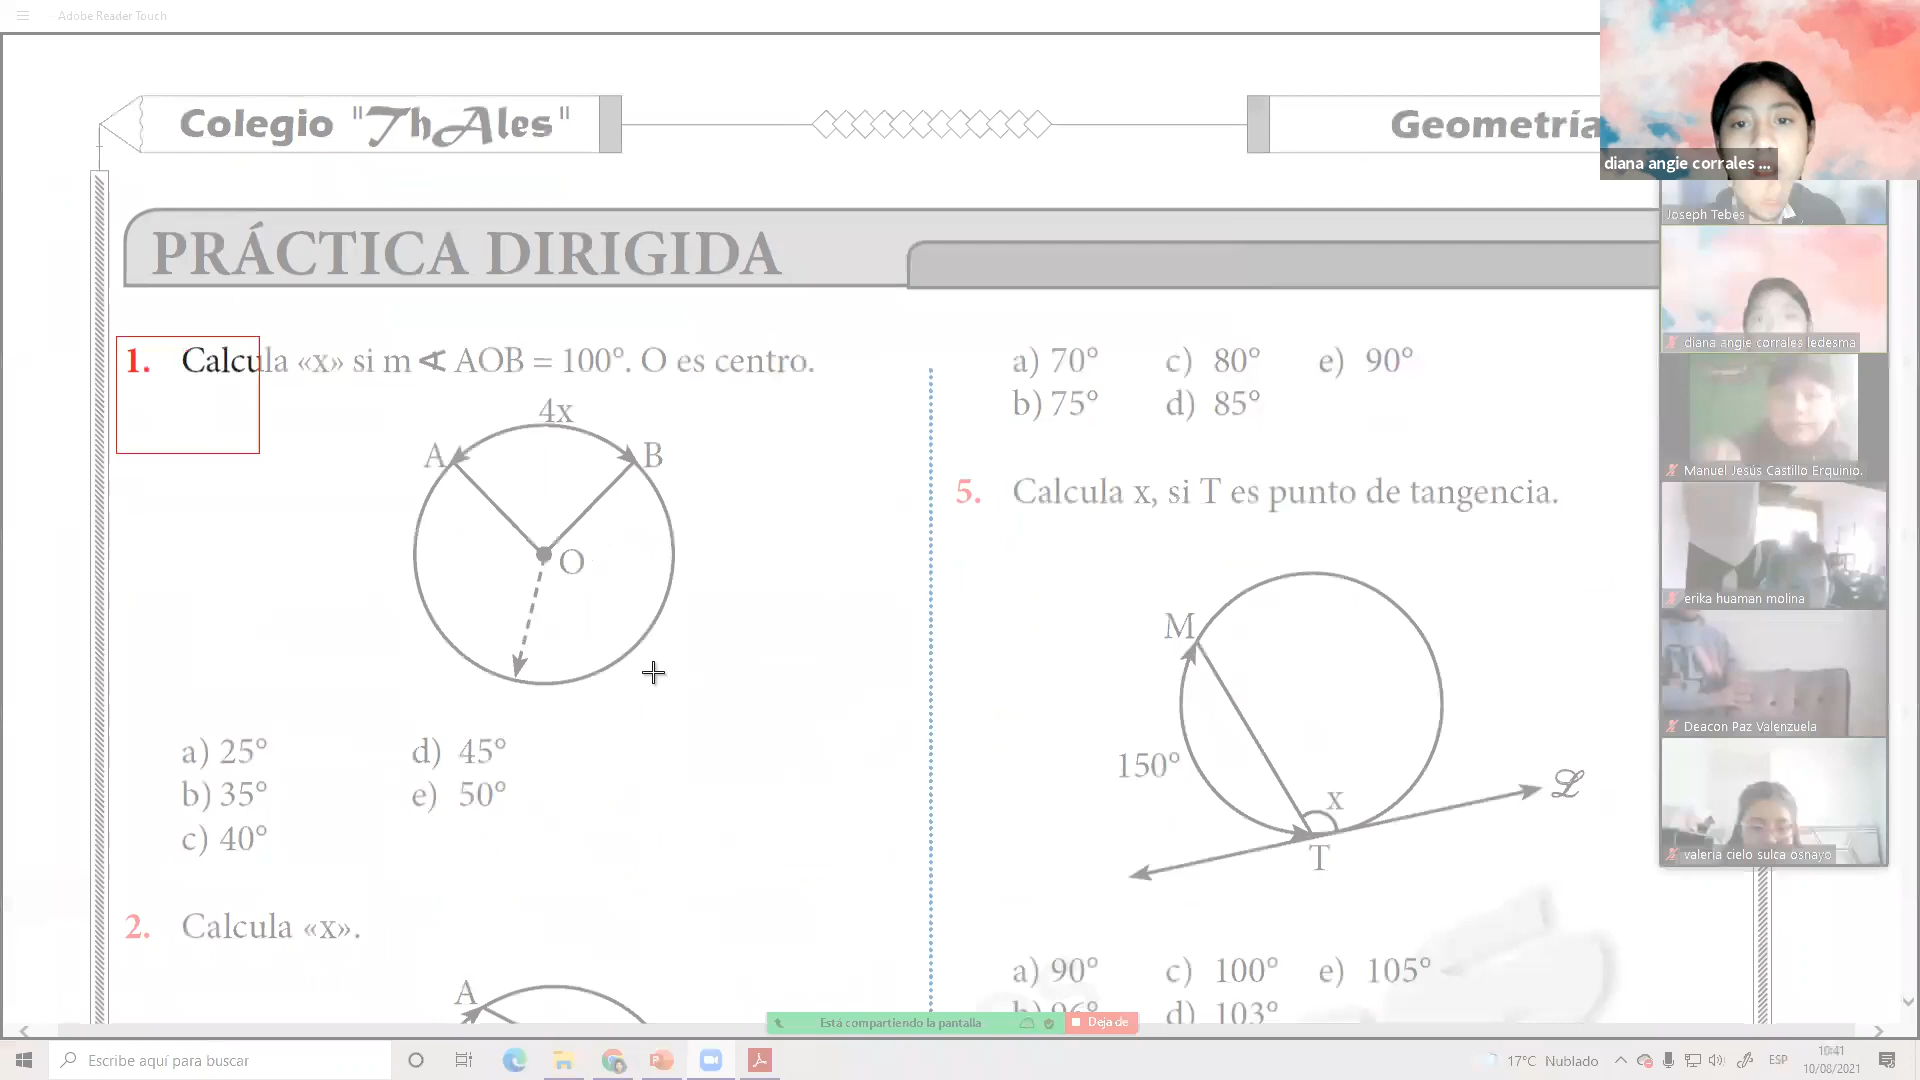 Adobe Reader Touch
Colegio "ThAles"
Geometría
diana angie corrales ...
Joseph Tebes
PRÁCTICA DIRIGIDA
1. Calcula «x» si m ∢ AOB = 100°. O es centro.
4x
A
B
O
a) 25°
d) 45°
b) 35°
e) 50°
c) 40°
2. Calcula «x».
A
a) 70°
c) 80°
e) 90°
b) 75°
d) 85°
5. Calcula x, si T es punto de tangencia.
M
150°
x
ℒ
T
a) 90°
c) 100°
e) 105°
b) 96°
d) 103°
diana angie corrales ledesma
Manuel Jesús Castillo Erquinio.
erika huaman molina
Deacon Paz Valenzuela
valeria cielo sulca osnayo
Está compartiendo la pantalla
Deja de
Escribe aquí para buscar
17°C Nublado
ESP
10:41
10/08/2021